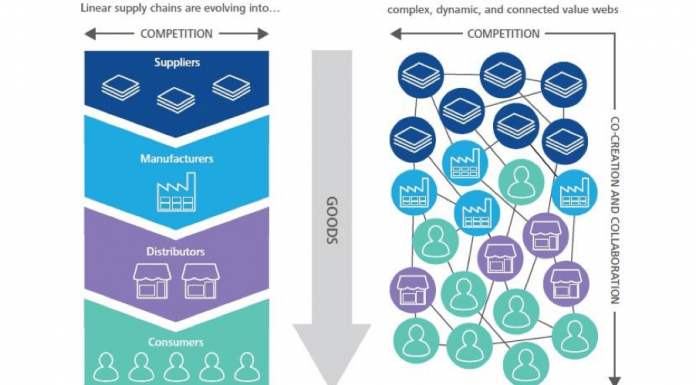 Linear supply chains are evolving into...
COMPETITION
Suppliers
Manufacturers
Distributors
Consumers
GOODS
complex, dynamic, and connected value webs
COMPETITION
CO-CREATION AND COLLABORATION